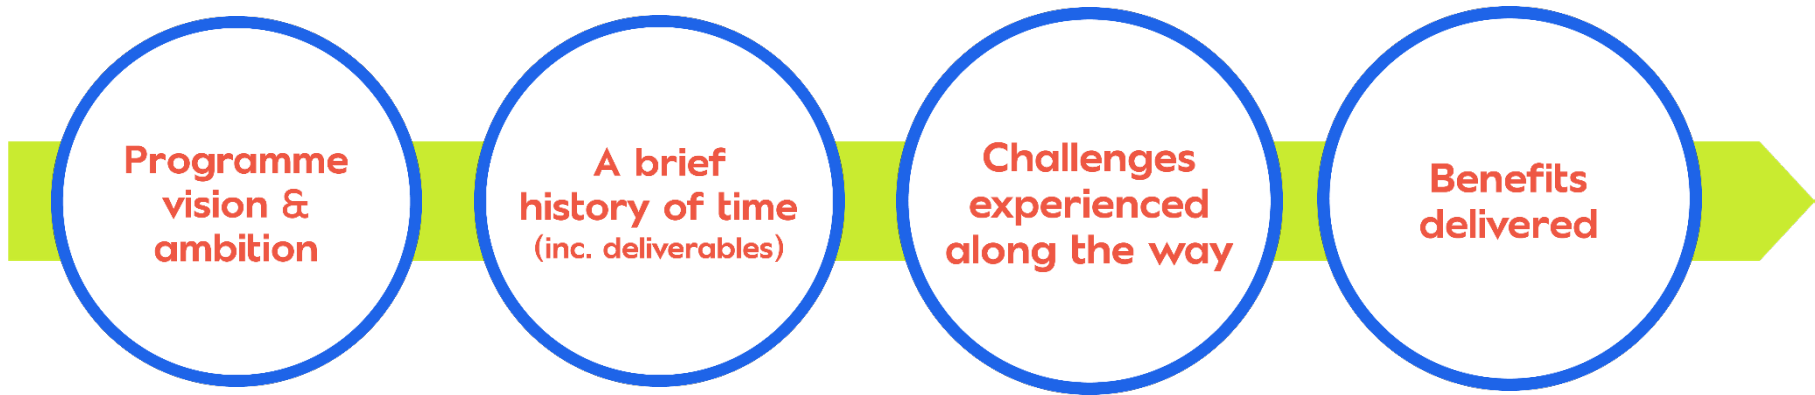 Programme
vision &
ambition
A brief
history of time
(inc. deliverables)
Challenges
experienced
along the way
Benefits
delivered